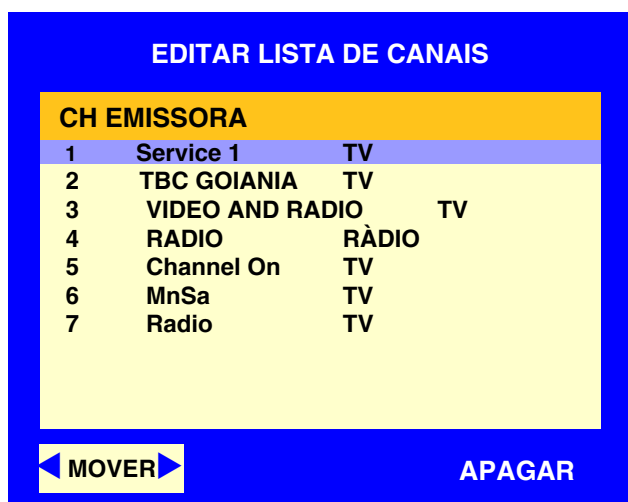 EDITAR LISTA DE CANAIS
CH EMISSORA
1 Service 1 TV
2 TBC GOIANIA TV
3 VIDEO AND RADIO TV
4 RADIO RÀDIO
5 Channel On TV
6 MnSa TV
7 Radio TV
MOVER APAGAR